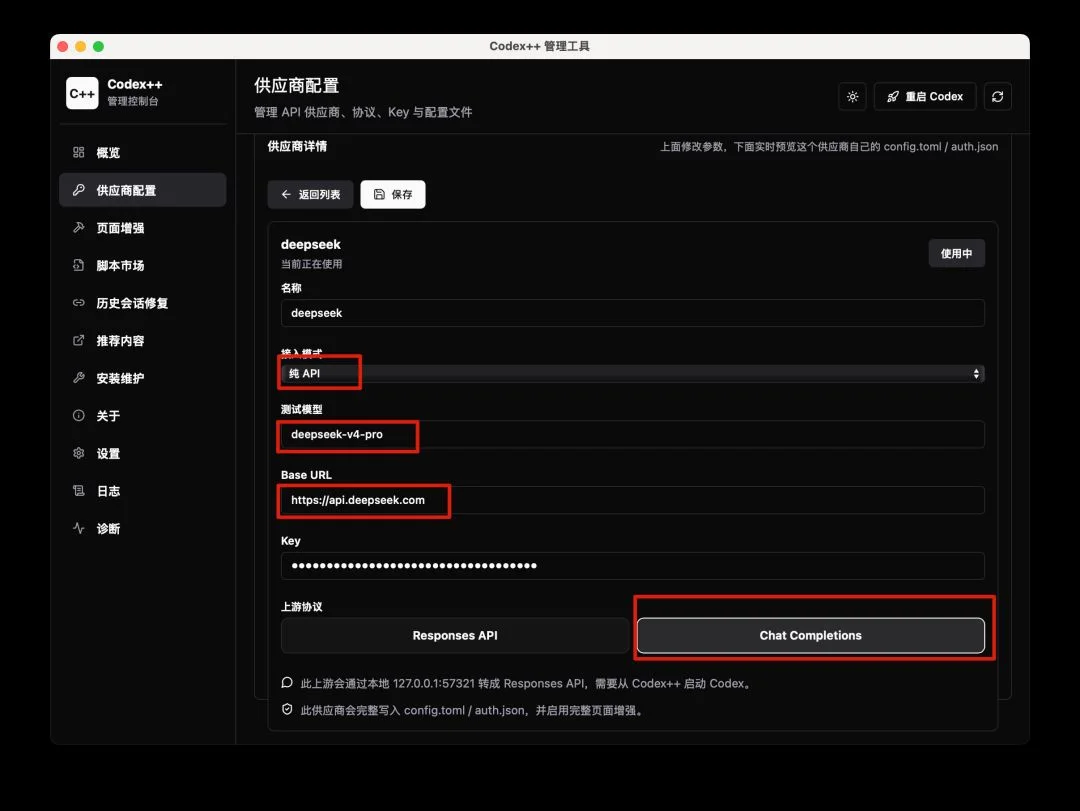 Codex++ 管理工具
C++
Codex++
管理控制台
概览
供应商配置
页面增强
脚本市场
历史会话修复
推荐内容
安装维护
关于
设置
日志
诊断
供应商配置
管理 API 供应商、协议、Key 与配置文件
重启 Codex
供应商详情
上面修改参数，下面实时预览这个供应商自己的 config.toml / auth.json
返回列表
保存
deepseek
当前正在使用
使用中
名称
deepseek
接入模式
纯 API
测试模型
deepseek-v4-pro
Base URL
https://api.deepseek.com
Key
••••••••••••••••••••••••••••••••••••
上游协议
Responses API
Chat Completions
此上游会通过本地 127.0.0.1:57321 转成 Responses API，需要从 Codex++ 启动 Codex。
此供应商会完整写入 config.toml / auth.json，并启用完整页面增强。